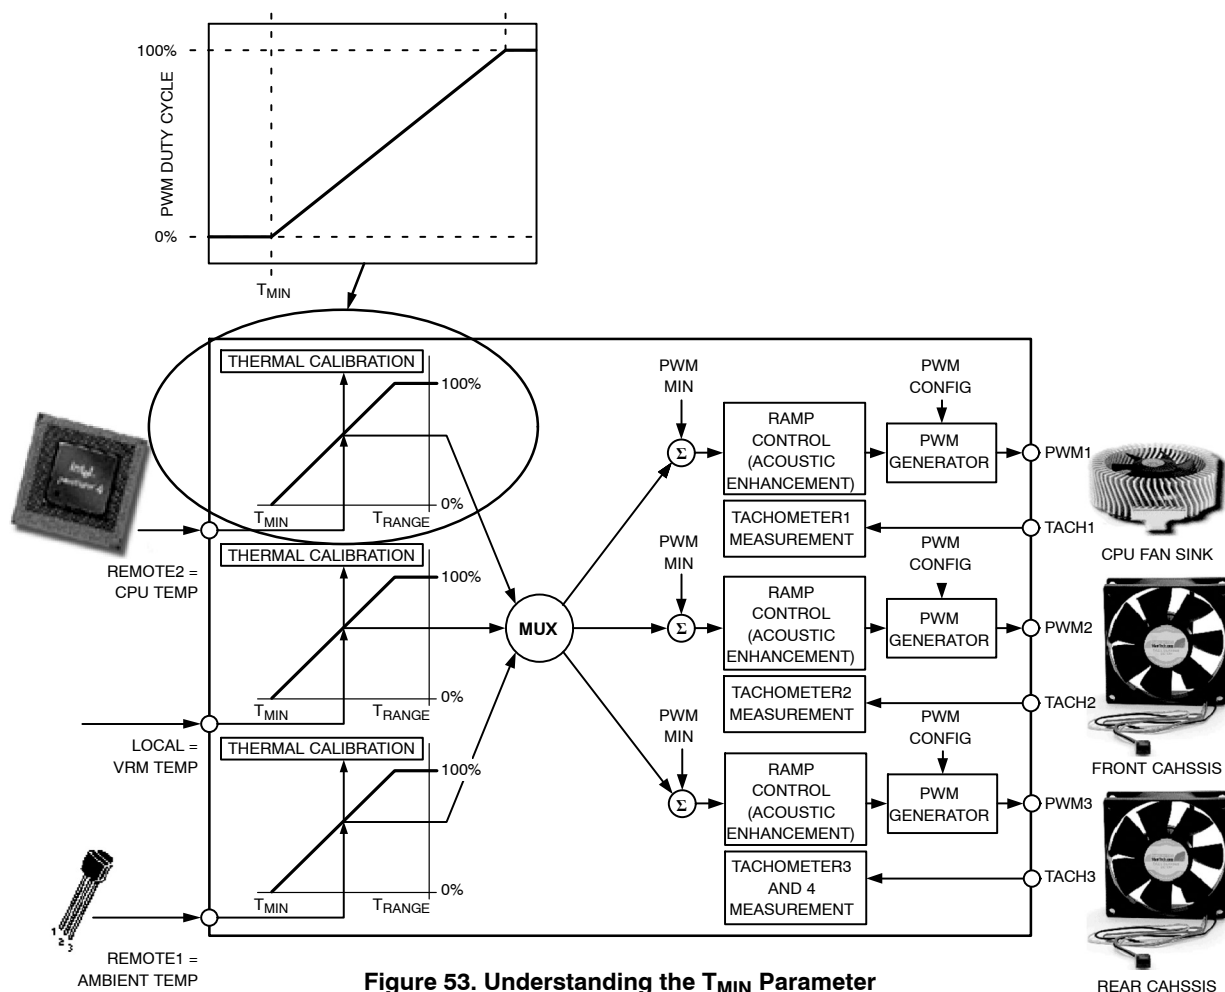 100%
PWM DUTY CYCLE
0%
TMIN
THERMAL CALIBRATION
100%
0%
TMIN
TRANGE
REMOTE2 =
CPU TEMP
THERMAL CALIBRATION
100%
0%
TMIN
TRANGE
LOCAL =
VRM TEMP
THERMAL CALIBRATION
100%
0%
TMIN
TRANGE
1
2
3
REMOTE1 =
AMBIENT TEMP
MUX
PWM
MIN
Σ
RAMP
CONTROL
(ACOUSTIC
ENHANCEMENT)
PWM
CONFIG
PWM
GENERATOR
PWM1
TACHOMETER1
MEASUREMENT
TACH1
CPU FAN SINK
PWM
MIN
Σ
RAMP
CONTROL
(ACOUSTIC
ENHANCEMENT)
PWM
CONFIG
PWM
GENERATOR
PWM2
TACHOMETER2
MEASUREMENT
TACH2
FRONT CAHSSIS
PWM
MIN
Σ
RAMP
CONTROL
(ACOUSTIC
ENHANCEMENT)
PWM
CONFIG
PWM
GENERATOR
PWM3
TACHOMETER3
AND 4
MEASUREMENT
TACH3
REAR CAHSSIS
Figure 53. Understanding the TMIN Parameter